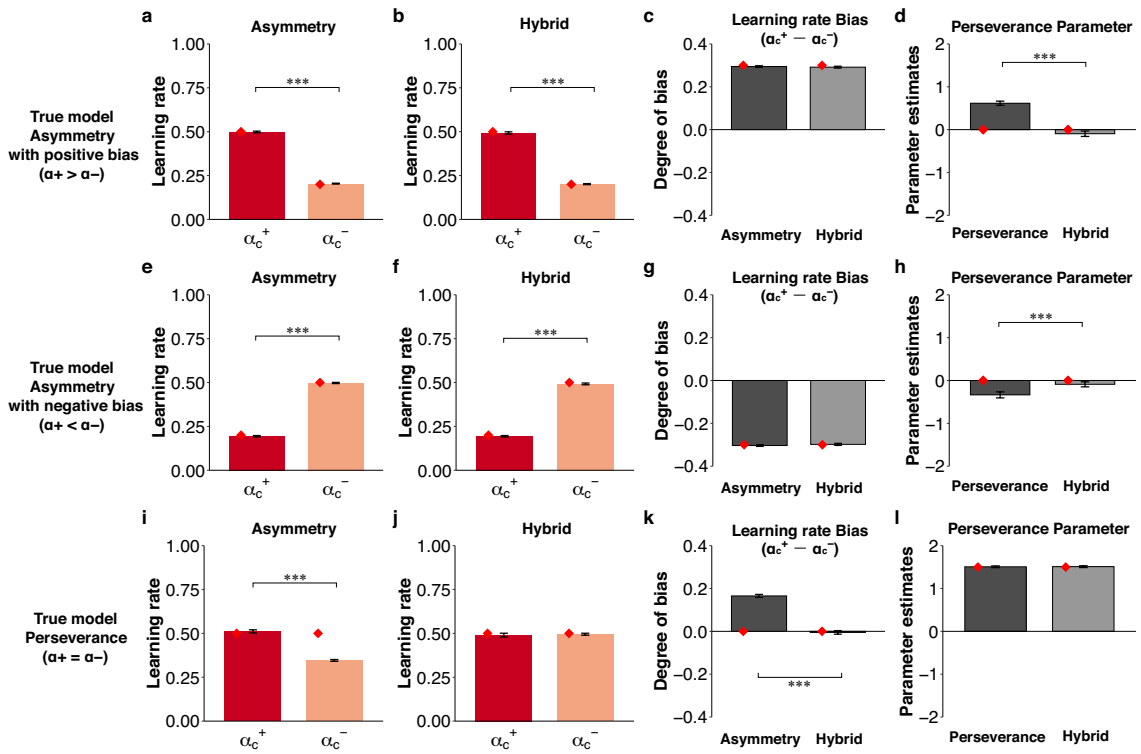 a
Asymmetry
1.00
0.75
0.50
0.25
0.00
Learning rate
***
αc+
αc−
b
Hybrid
1.00
0.75
0.50
0.25
0.00
Learning rate
***
αc+
αc−
c
Learning rate Bias
(αc+ − αc−)
0.4
0.2
0.0
−0.2
−0.4
Degree of bias
Asymmetry
Hybrid
d
Perseverance Parameter
2
1
0
−1
−2
Parameter estimates
***
Perseverance
Hybrid
True model
Asymmetry
with positive bias
(α+ > α−)
e
Asymmetry
1.00
0.75
0.50
0.25
0.00
Learning rate
***
αc+
αc−
f
Hybrid
1.00
0.75
0.50
0.25
0.00
Learning rate
***
αc+
αc−
g
Learning rate Bias
(αc+ − αc−)
0.4
0.2
0.0
−0.2
−0.4
Degree of bias
Asymmetry
Hybrid
h
Perseverance Parameter
2
1
0
−1
−2
Parameter estimates
***
Perseverance
Hybrid
True model
Asymmetry
with negative bias
(α+ < α−)
i
Asymmetry
1.00
0.75
0.50
0.25
0.00
Learning rate
***
αc+
αc−
j
Hybrid
1.00
0.75
0.50
0.25
0.00
Learning rate
αc+
αc−
k
Learning rate Bias
(αc+ − αc−)
0.4
0.2
0.0
−0.2
−0.4
Degree of bias
***
Asymmetry
Hybrid
l
Perseverance Parameter
2
1
0
−1
−2
Parameter estimates
Perseverance
Hybrid
True model
Perseverance
(α+ = α−)